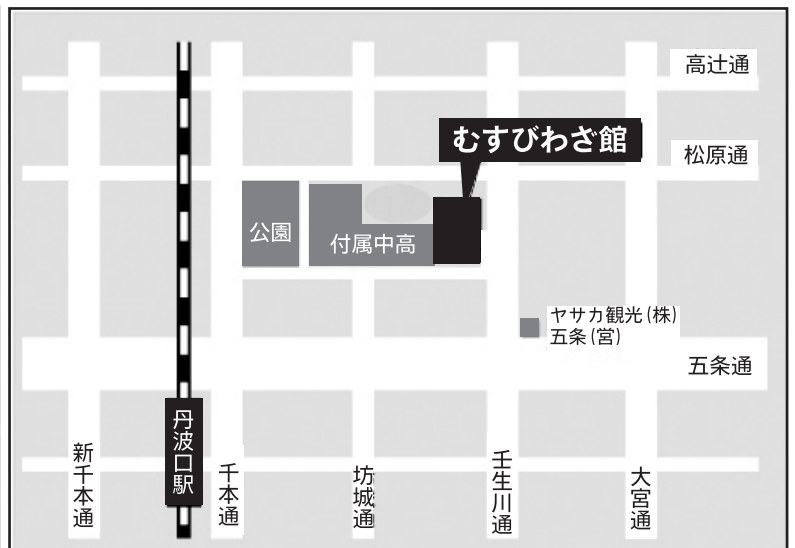 高辻通
むすびわざ館
松原通
公園
付属中高
ヤサカ観光(株)
五条(営)
五条通
丹波口駅
新千本通
千本通
坊城通
壬生川通
大宮通